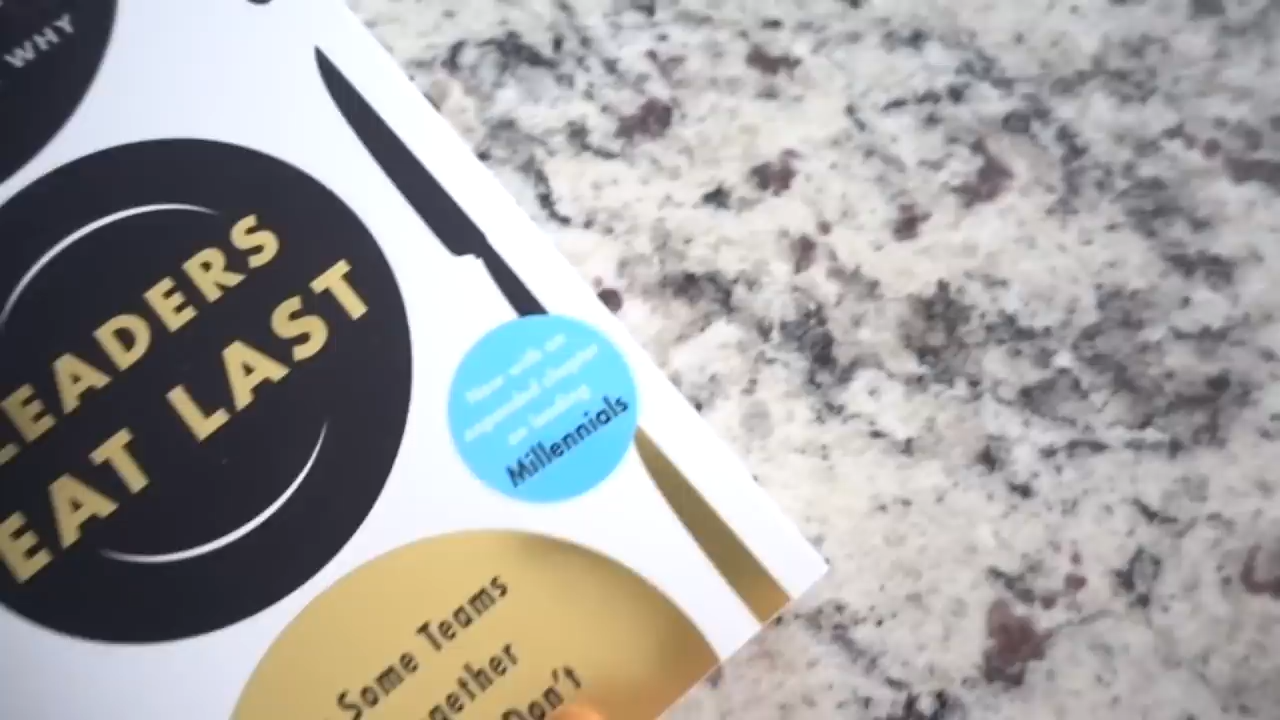 WHY
LEADERS
EAT LAST
Now with an
expanded chapter
on leading
Millennials
Some Teams
gether
Don't